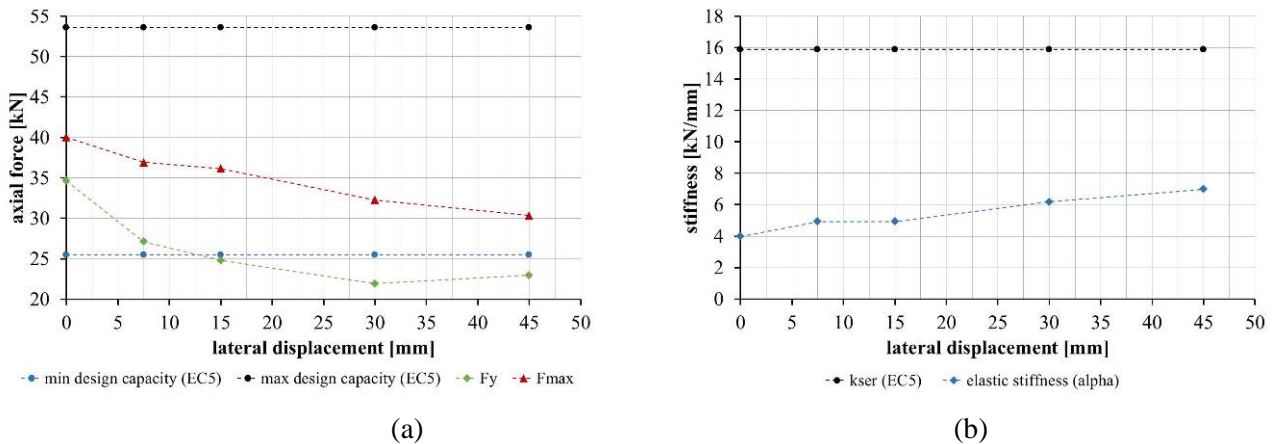 axial force [kN]
55
50
45
40
35
30
25
20
0 5 10 15 20 25 30 35 40 45 50
lateral displacement [mm]
min design capacity (EC5) max design capacity (EC5) Fy Fmax
(a)
stiffness [kN/mm]
18
16
14
12
10
8
6
4
2
0
0 5 10 15 20 25 30 35 40 45 50
lateral displacement [mm]
kser (EC5) elastic stiffness (alpha)
(b)